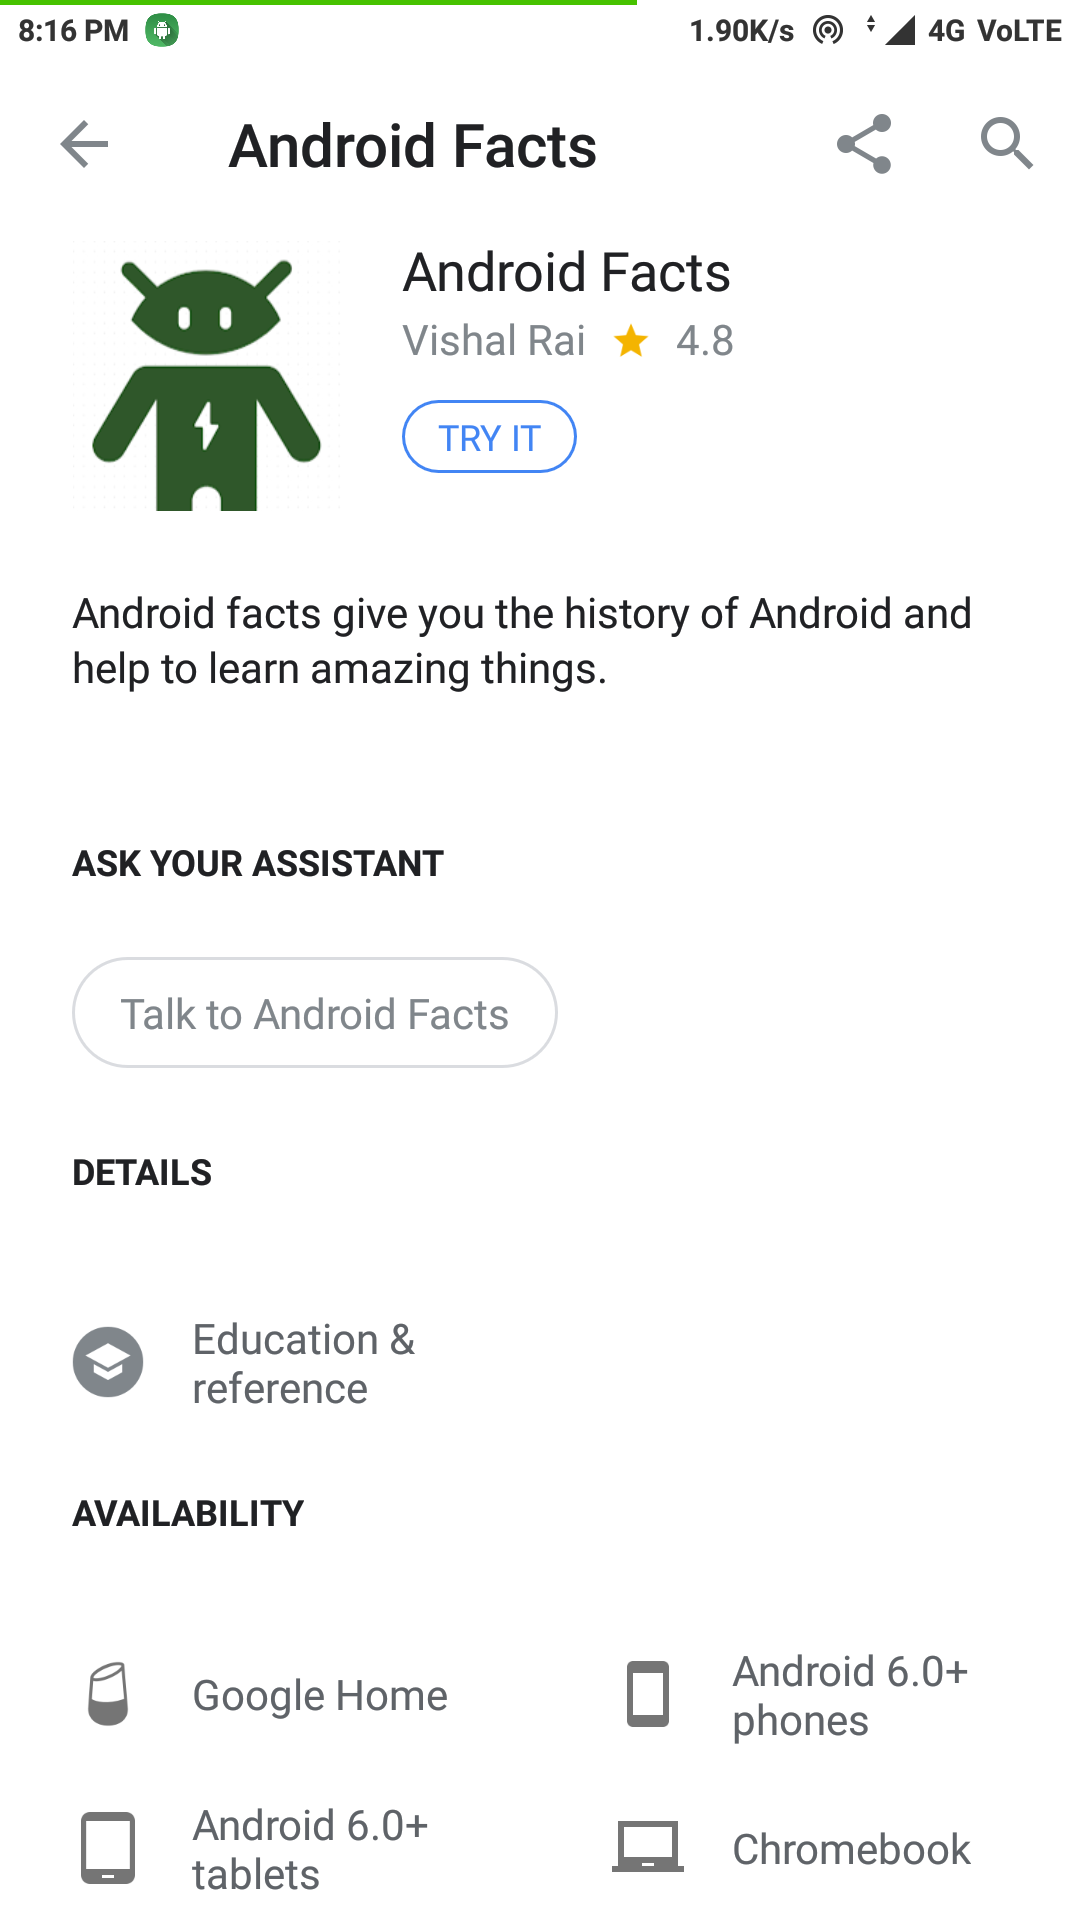 8:16 PM 1.90K/s 4G VoLTE
Android Facts
Android Facts
Vishal Rai 4.8
TRY IT
Android facts give you the history of Android and
help to learn amazing things.
ASK YOUR ASSISTANT
Talk to Android Facts
DETAILS
Education &
reference
AVAILABILITY
Google Home
Android 6.0+
phones
Android 6.0+
tablets
Chromebook